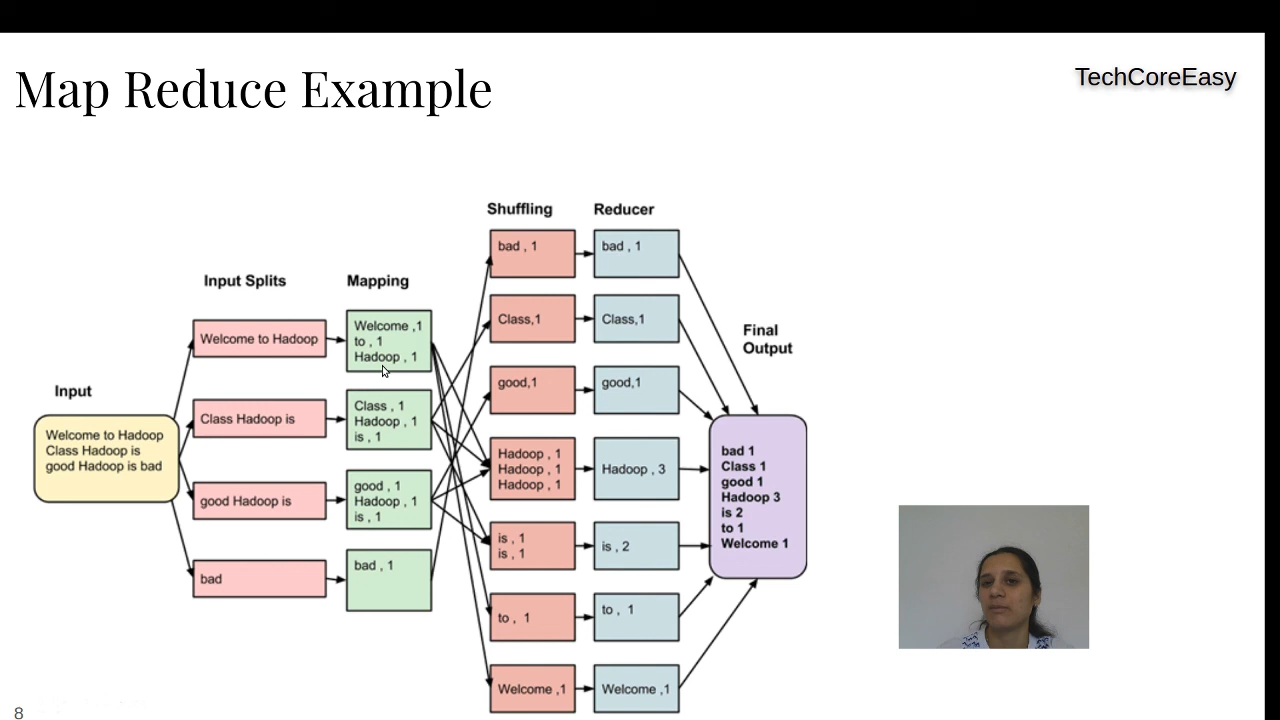 Map Reduce Example
TechCoreEasy
Input
Welcome to Hadoop
Class Hadoop is
good Hadoop is bad
Input Splits
Welcome to Hadoop
Class Hadoop is
good Hadoop is
bad
Mapping
Welcome ,1
to , 1
Hadoop , 1
Class , 1
Hadoop , 1
is , 1
good , 1
Hadoop , 1
is , 1
bad , 1
Shuffling
bad , 1
Class,1
good,1
Hadoop , 1
Hadoop , 1
Hadoop , 1
is , 1
is , 1
to , 1
Welcome ,1
Reducer
bad , 1
Class,1
good,1
Hadoop , 3
is , 2
to , 1
Welcome ,1
Final
Output
bad 1
Class 1
good 1
Hadoop 3
is 2
to 1
Welcome 1
8